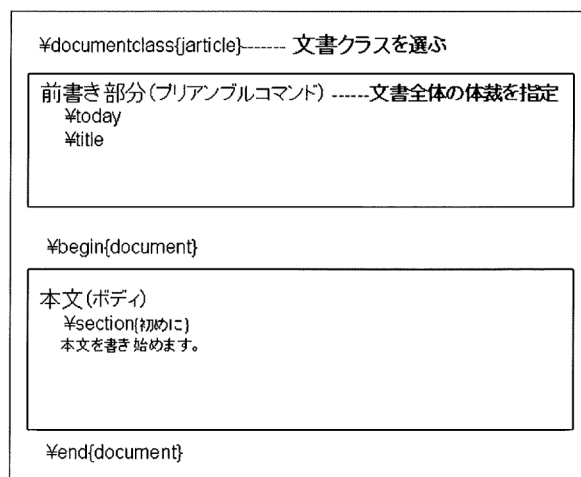 ¥documentclass{jarticle}------- 文書クラスを選ぶ
前書き部分(プリアンブルコマンド) ------文書全体の体裁を指定
¥today
¥title
¥begin{document}
本文(ボディ)
¥section{初めに}
本文を書き始めます。
¥end{document}